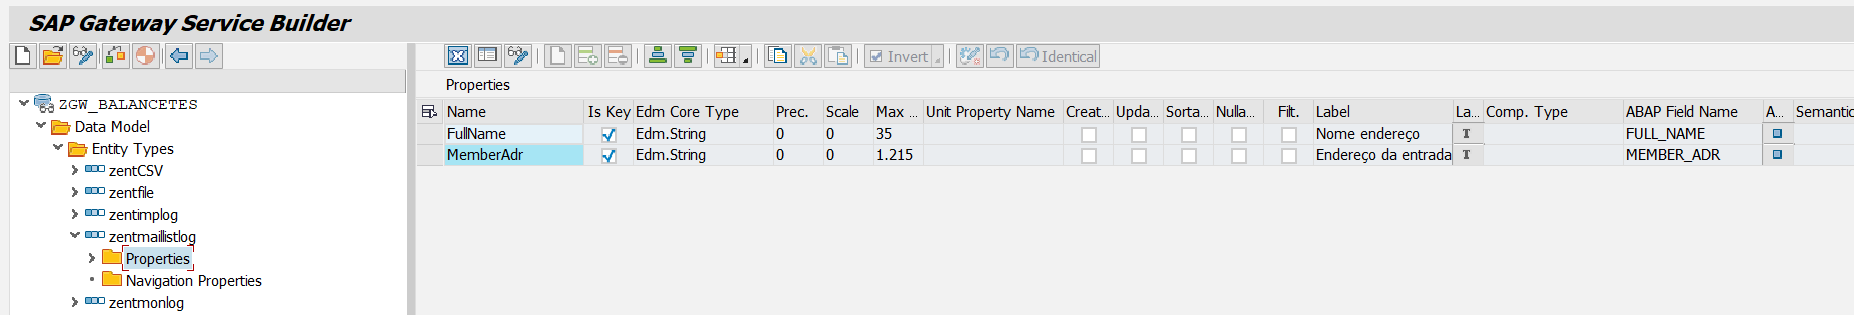 SAP Gateway Service Builder
Invert
Identical
Properties
ZGW_BALANCETES
Data Model
Entity Types
zentCSV
zentfile
zentimplog
zentmaillistlog
Properties
Navigation Properties
zentmonlog
Name Is Key Edm Core Type Prec. Scale Max ... Unit Property Name Creat... Upda... Sorta... Nulla... Filt. Label La... Comp. Type ABAP Field Name A... Semantic
FullName Edm.String 0 0 35 Nome endereço T FULL_NAME
MemberAdr Edm.String 0 0 1.215 Endereço da entrada T MEMBER_ADR